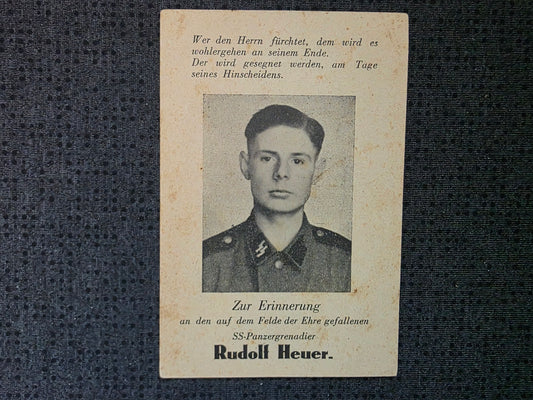 Wer den Herrn fürchtet, dem wird es
wohlergehen an seinem Ende.
Der wird gesegnet werden, am Tage
seines Hinscheidens.
Zur Erinnerung
an den auf dem Felde der Ehre gefallenen
SS-Panzergrenadier
Rudolf Heuer.